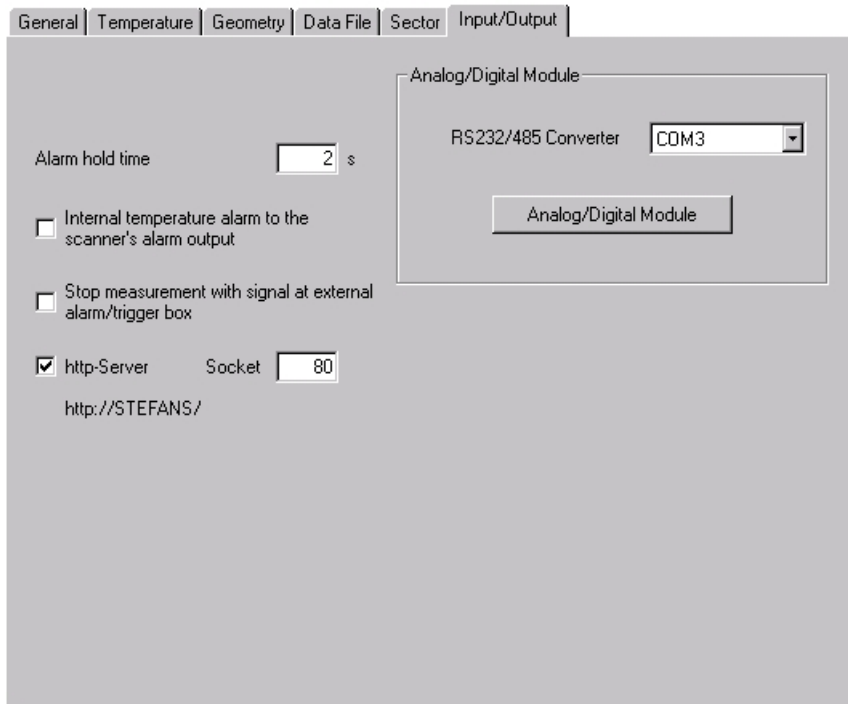 General Temperature Geometry Data File Sector Input/Output
Analog/Digital Module
RS232/485 Converter COM3
Analog/Digital Module
Alarm hold time 2 s
Internal temperature alarm to the
scanner's alarm output
Stop measurement with signal at external
alarm/trigger box
http-Server Socket 80
http://STEFANS/